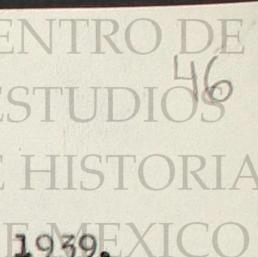 ENTRO DE
46
ESTUDIOS
E HISTORIA
E MEXICO
1939.